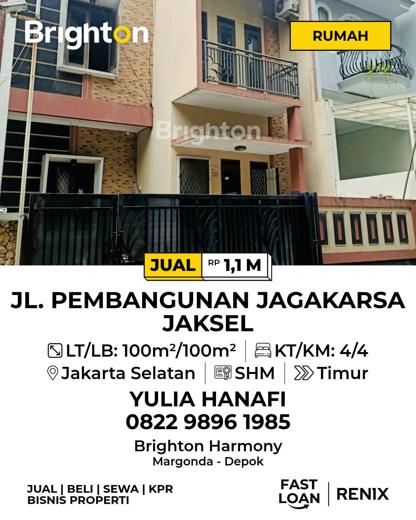 Brighton
RUMAH
Brighton
JUAL RP 1,1 M
JL. PEMBANGUNAN JAGAKARSA
JAKSEL
LT/LB: 100m²/100m² KT/KM: 4/4
Jakarta Selatan SHM Timur
YULIA HANAFI
0822 9896 1985
Brighton Harmony
Margonda - Depok
JUAL | BELI | SEWA | KPR
BISNIS PROPERTI
FAST
LOAN
RENIX